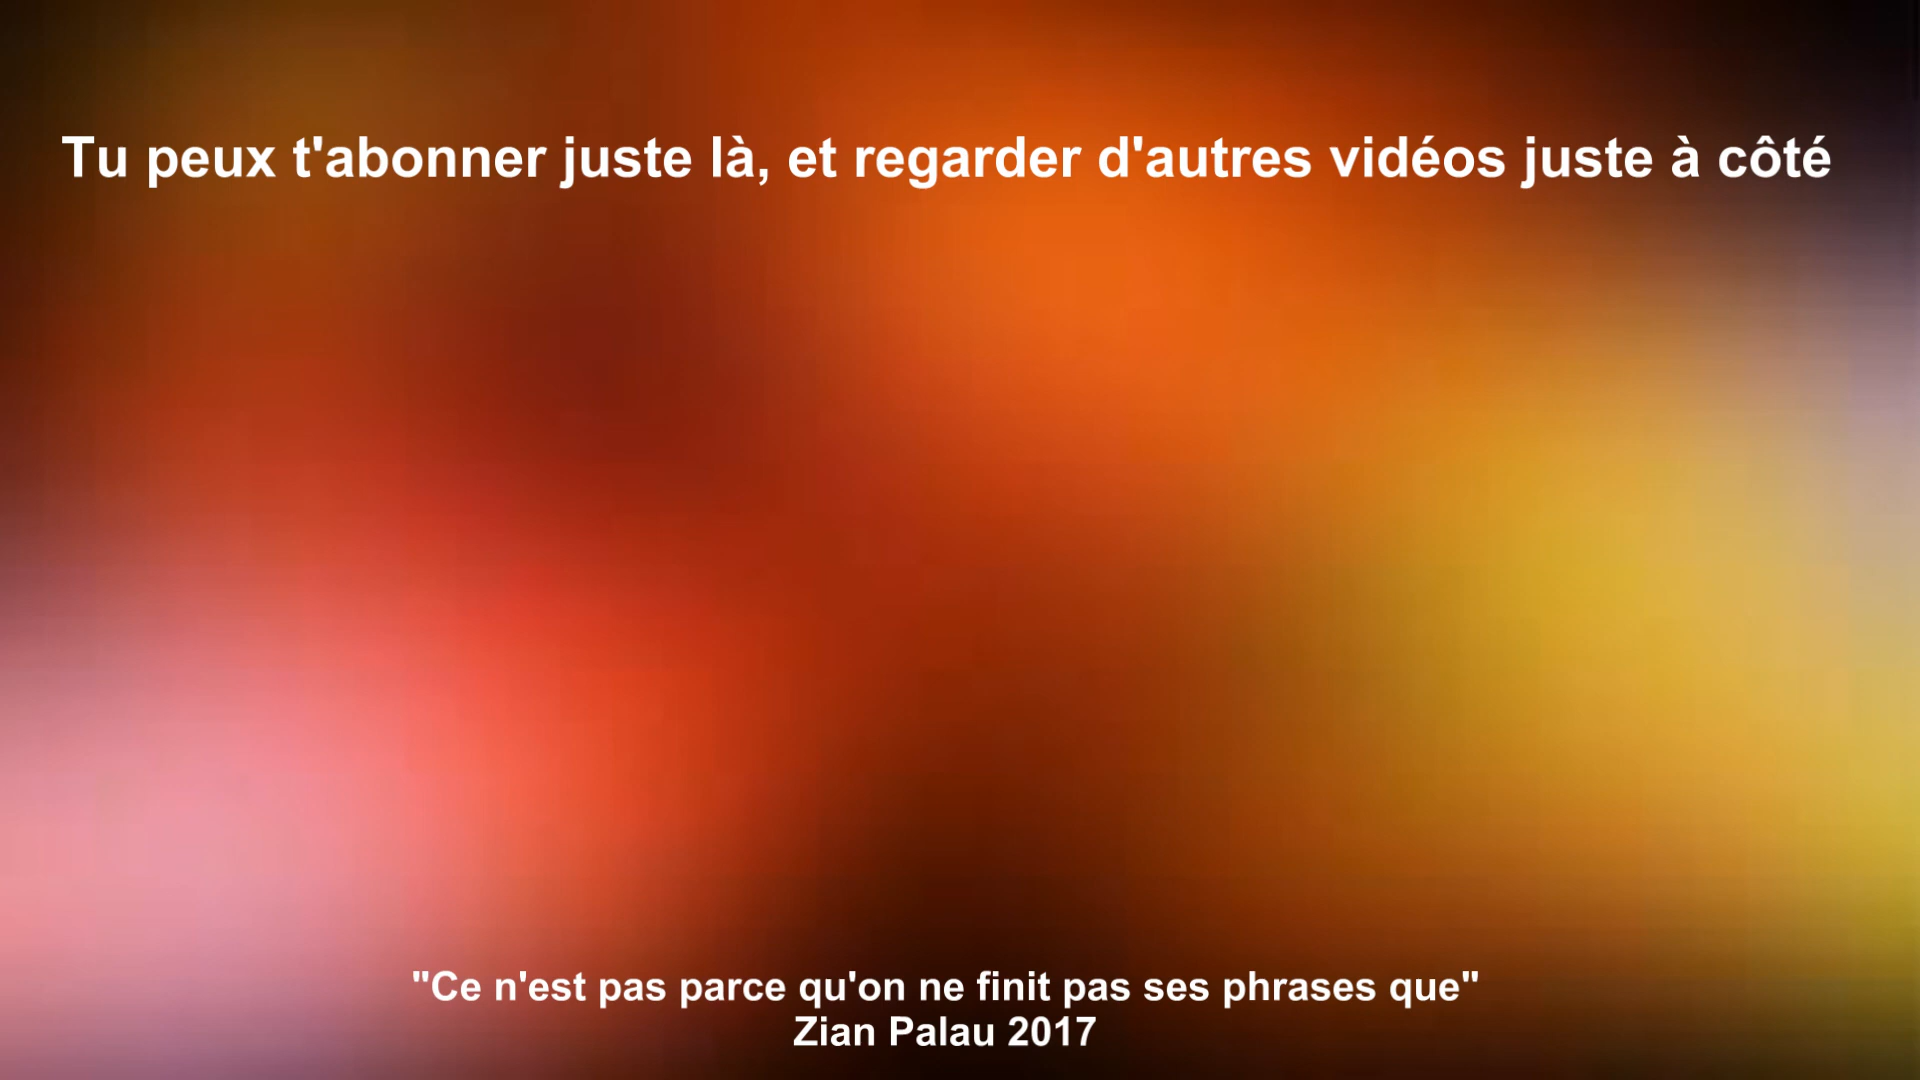 Tu peux t'abonner juste là, et regarder d'autres vidéos juste à côté
"Ce n'est pas parce qu'on ne finit pas ses phrases que"
Zian Palau 2017